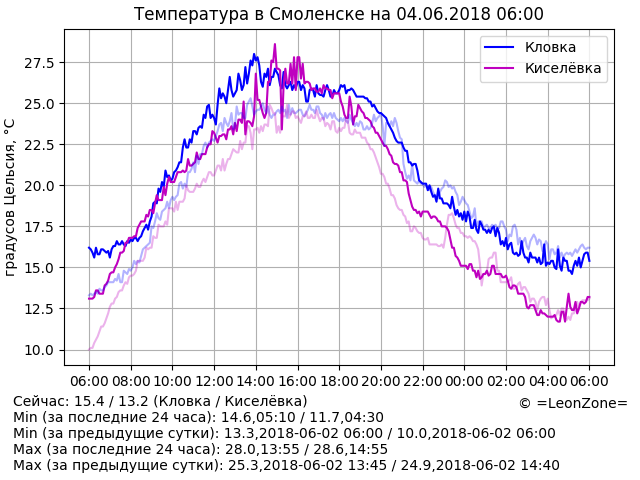 Температура в Смоленске на 04.06.2018 06:00
градусов Цельсия, °C
27.5
25.0
22.5
20.0
17.5
15.0
12.5
10.0
Кловка
Киселёвка
06:00 08:00 10:00 12:00 14:00 16:00 18:00 20:00 22:00 00:00 02:00 04:00 06:00
Сейчас: 15.4 / 13.2 (Кловка / Киселёвка)
© =LeonZone=
Min (за последние 24 часа): 14.6,05:10 / 11.7,04:30
Min (за предыдущие сутки): 13.3,2018-06-02 06:00 / 10.0,2018-06-02 06:00
Max (за последние 24 часа): 28.0,13:55 / 28.6,14:55
Max (за предыдущие сутки): 25.3,2018-06-02 13:45 / 24.9,2018-06-02 14:40